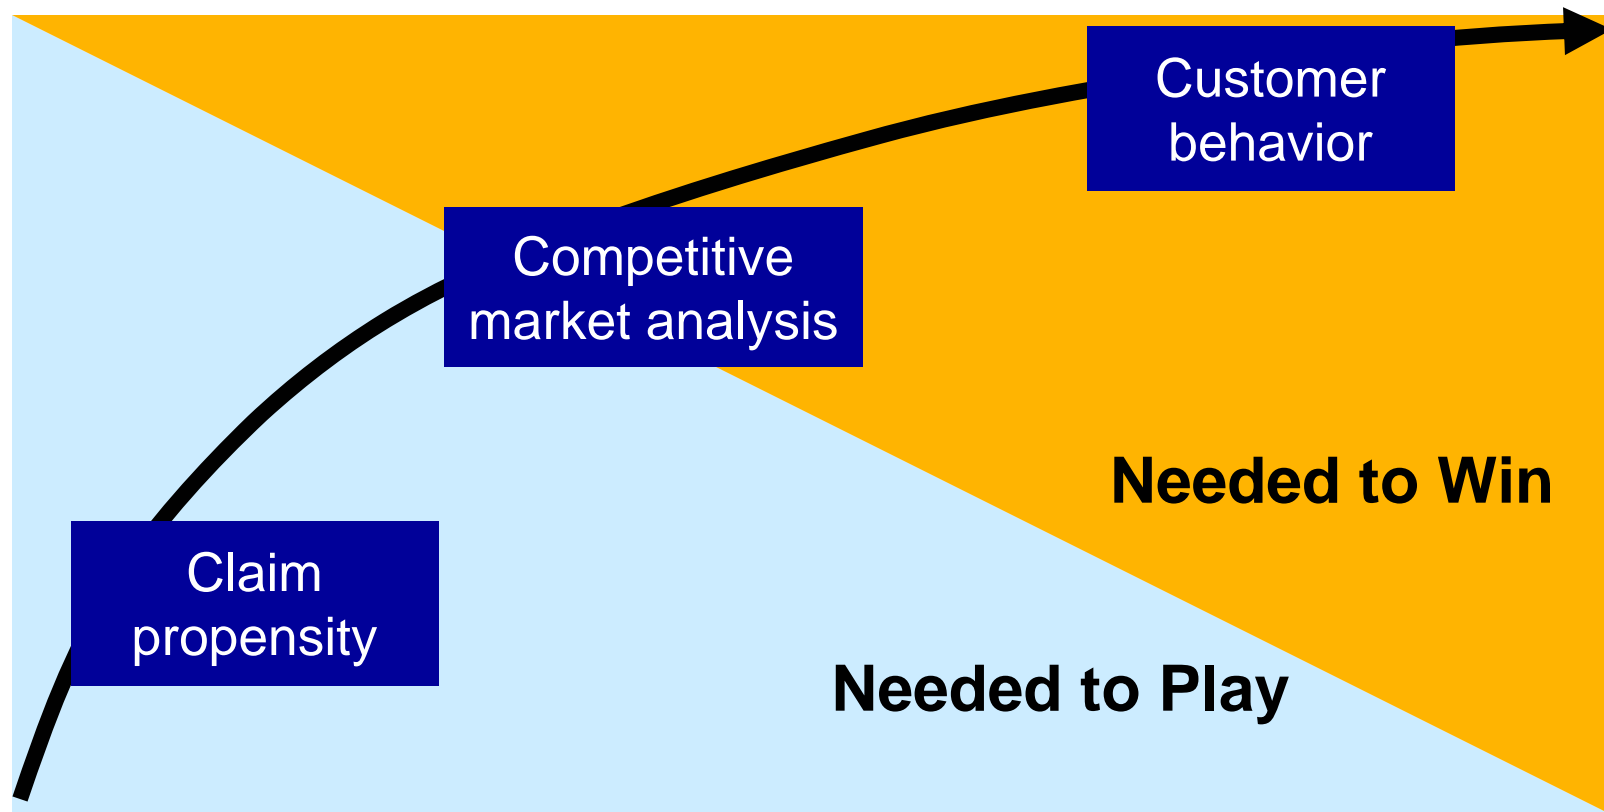 Customer
behavior
Competitive
market analysis
Needed to Win
Claim
propensity
Needed to Play